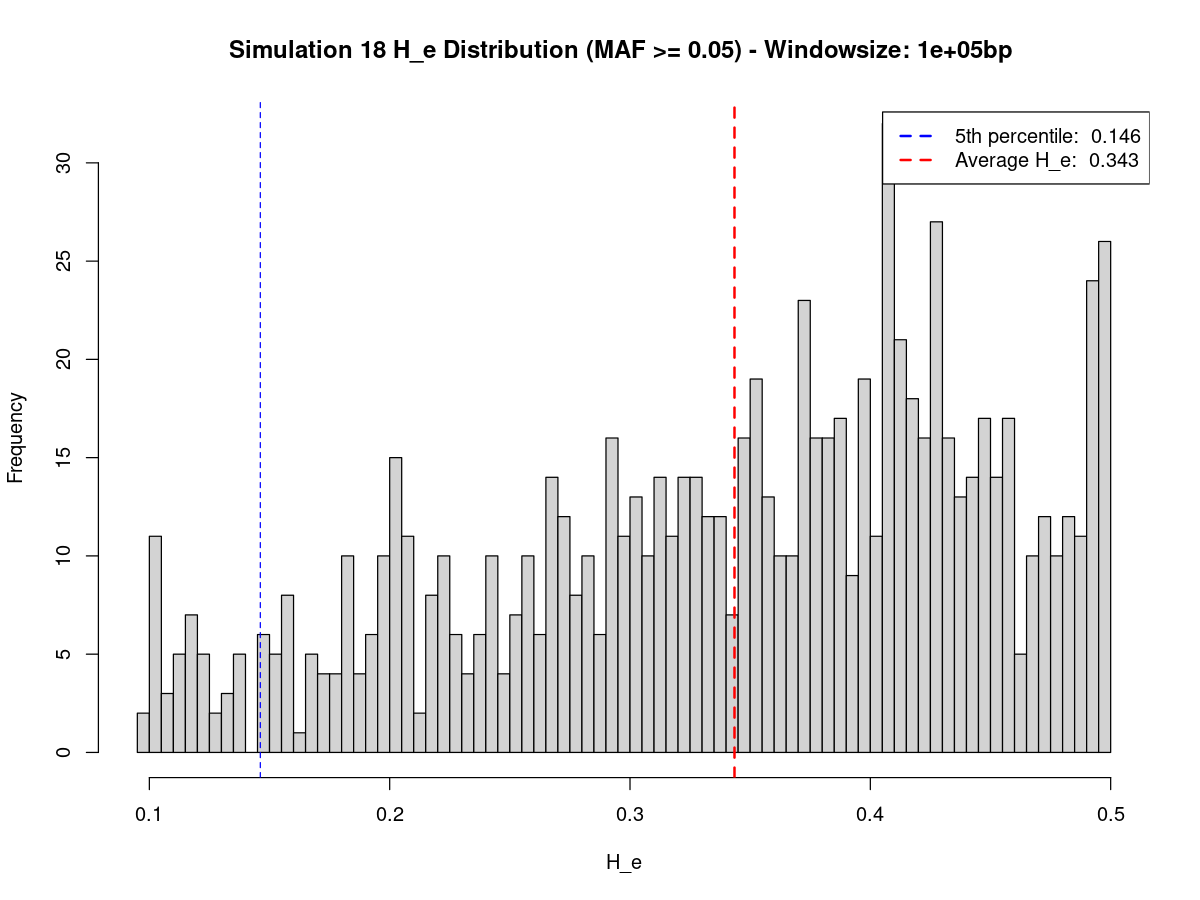 Simulation 18 H_e Distribution (MAF >= 0.05) - Windowsize: 1e+05bp
5th percentile:  0.146
Average H_e:  0.343
Frequency
30
25
20
15
10
5
0
0.1 0.2 0.3 0.4 0.5
H_e